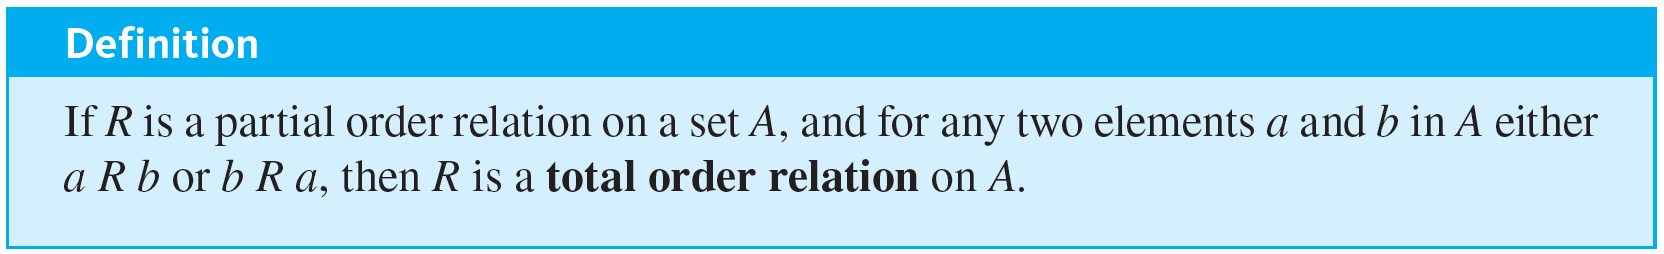 Definition
If R is a partial order relation on a set A, and for any two elements a and b in A either
a R b or b R a, then R is a total order relation on A.